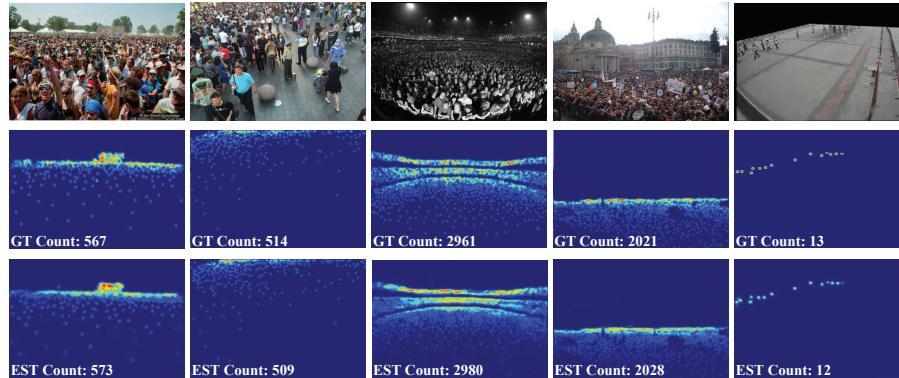 GT Count: 567
GT Count: 514
GT Count: 2961
GT Count: 2021
GT Count: 13
EST Count: 573
EST Count: 509
EST Count: 2980
EST Count: 2028
EST Count: 12